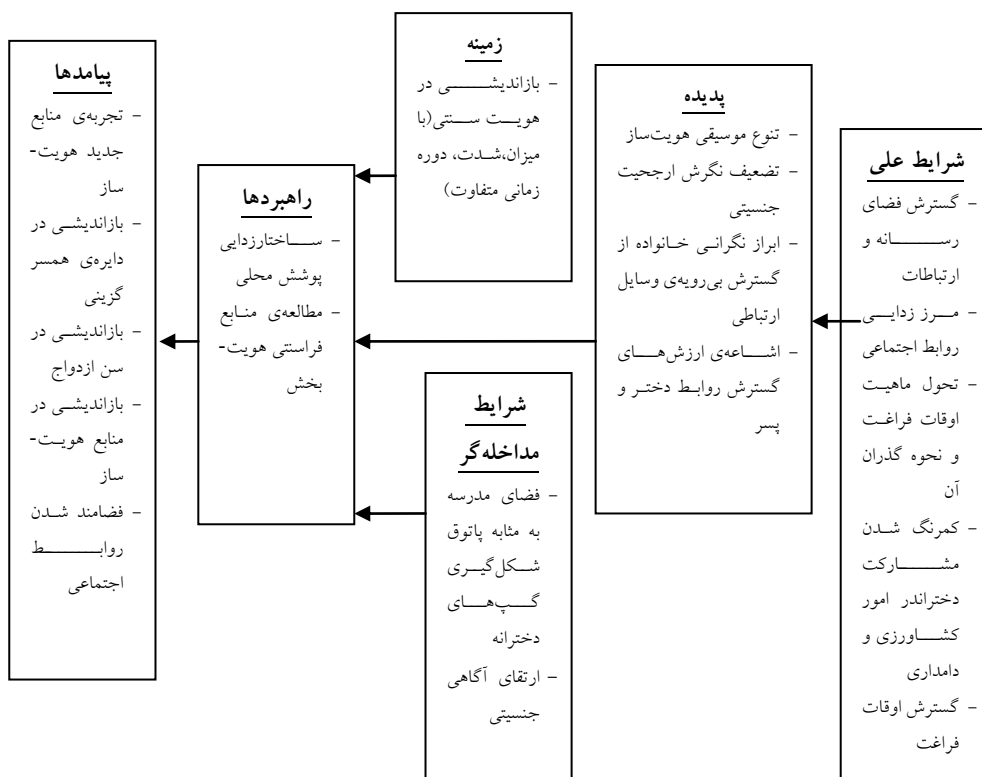 شرایط علی
- گسترش فضای
رسانه و
ارتباطات
- مرز زدایی
روابط اجتماعی
- تحول ماهیت
اوقات فراغت
و نحوه گذران
آن
- کمرنگ شدن
مشارکت
دختراندر امور
کشاورزی و
دامداری
- گسترش اوقات
فراغت
پدیده
- تنوع موسیقی هویت‌ساز
- تضعیف نگرش ارجحیت
جنسیتی
- ابراز نگرانی خانواده از
گسترش بی‌رویه‌ی وسایل
ارتباطی
- اشاعه‌ی ارزش‌های
گسترش روابط دختر و
پسر
زمینه
- بازاندیشی در
هویت سنتی(با
میزان،شدت، دوره
زمانی متفاوت)
شرایط
مداخله‌گر
- فضای مدرسه
به مثابه پاتوق
شکل‌گیری
گپ‌های
دخترانه
- ارتقای آگاهی
جنسیتی
راهبردها
- ساختارزدایی
پوشش محلی
- مطالعه‌ی منابع
فراسنتی هویت-
بخش
پیامدها
- تجربه‌ی منابع
جدید هویت-
ساز
- بازاندیشی در
دایره‌ی همسر
گزینی
- بازاندیشی در
سن ازدواج
- بازاندیشی در
منابع هویت-
ساز
- فضامند شدن
روابط
اجتماعی